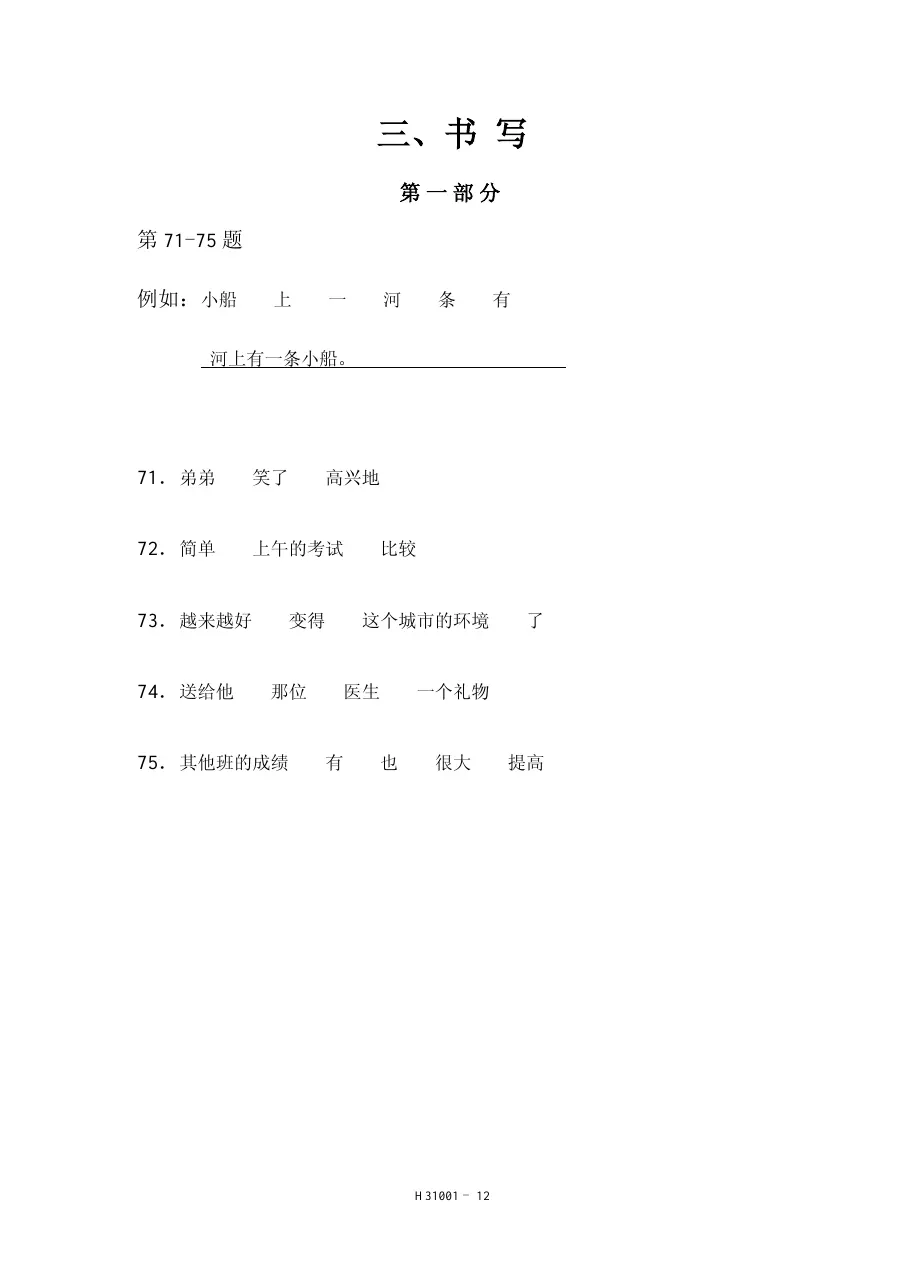 三、书 写
第一部分
第 71-75 题
例如：小船 上 一 河 条 有
河上有一条小船。
71．弟弟 笑了 高兴地
72．简单 上午的考试 比较
73．越来越好 变得 这个城市的环境 了
74．送给他 那位 医生 一个礼物
75．其他班的成绩 有 也 很大 提高
H31001 - 12